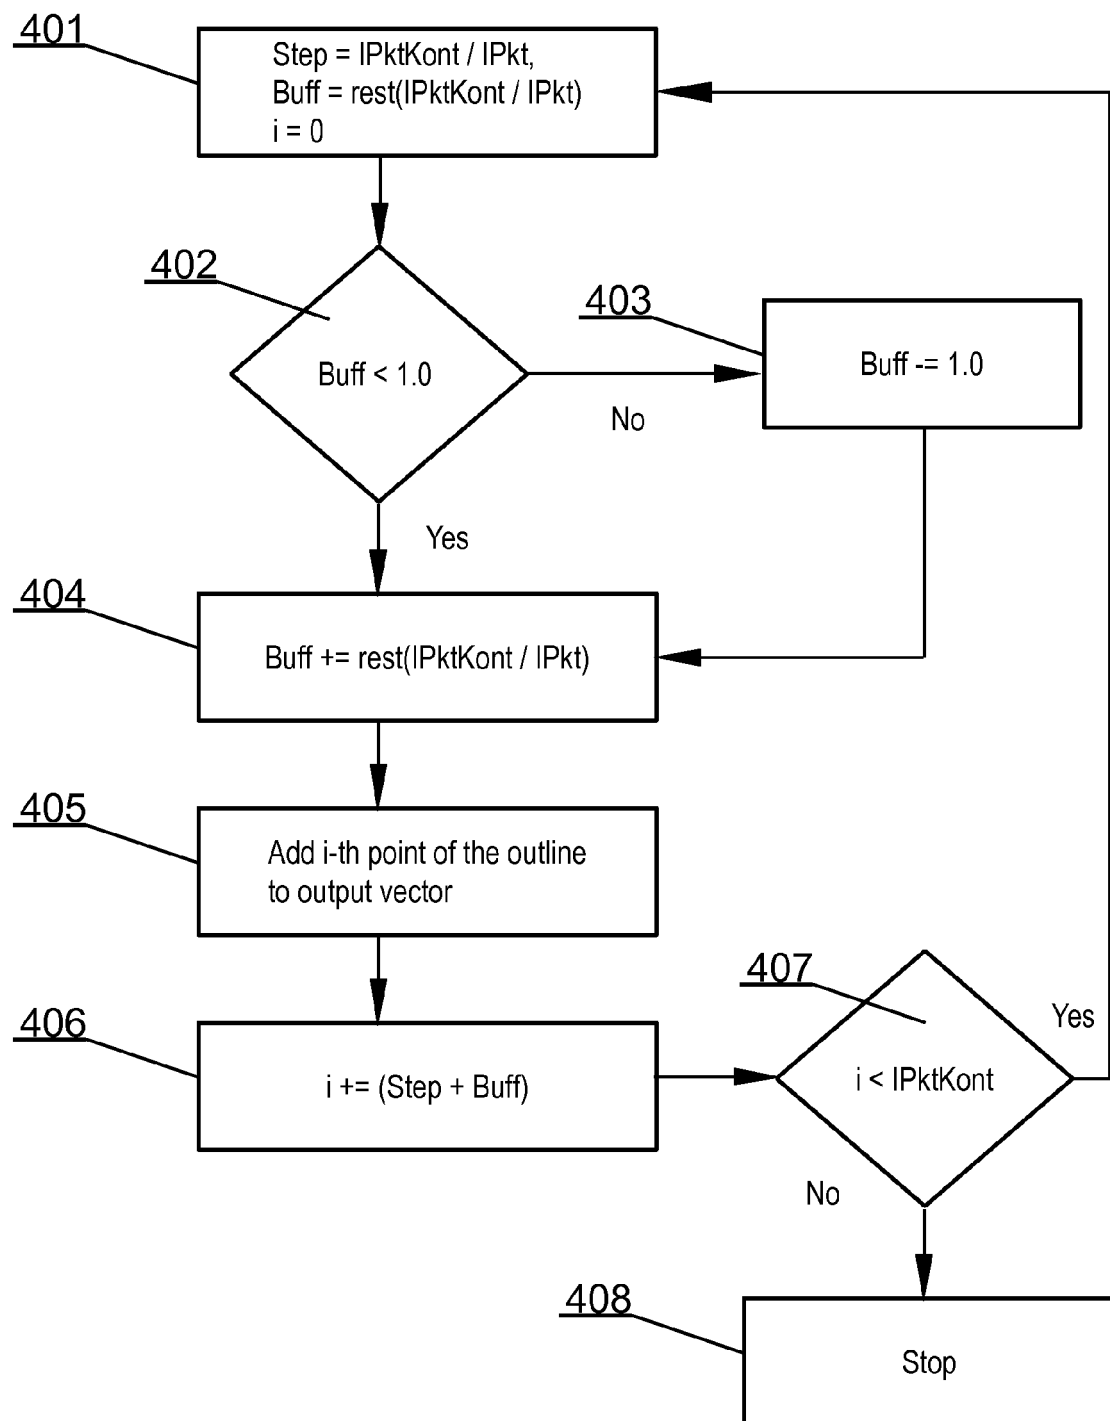 401
Step = IPktKont / IPkt,
Buff = rest(IPktKont / IPkt)
i = 0
402
Buff < 1.0
403
Buff -= 1.0
No
Yes
404
Buff += rest(IPktKont / IPkt)
405
Add i-th point of the outline
to output vector
406
i += (Step + Buff)
407
i < IPktKont
Yes
No
408
Stop